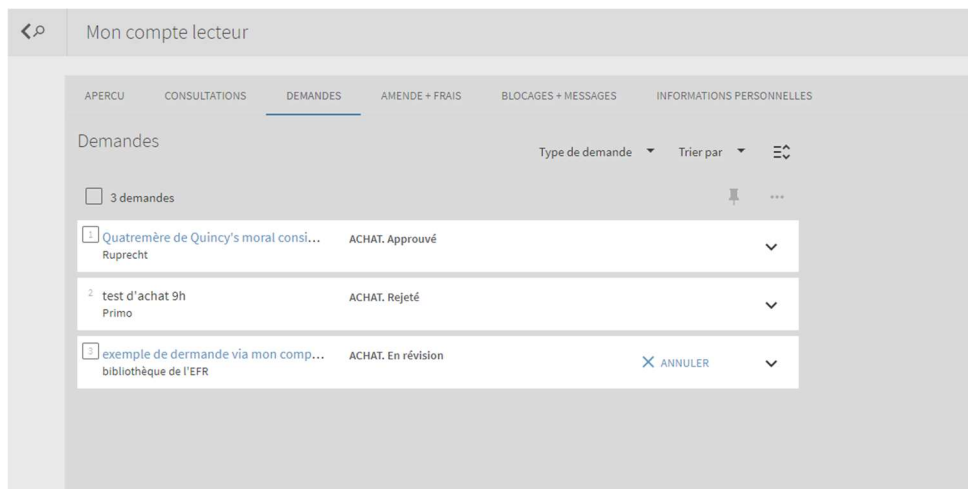 Mon compte lecteur
APERCU CONSULTATIONS DEMANDES AMENDE + FRAIS BLOCAGES + MESSAGES INFORMATIONS PERSONNELLES
Demandes
Type de demande Trier par
3 demandes
1 Quatremère de Quincy's moral consi... ACHAT. Approuvé
Ruprecht
2 test d'achat 9h ACHAT. Rejeté
Primo
3 exemple de dermande via mon comp... ACHAT. En révision
ANNULER
bibliothèque de l'EFR